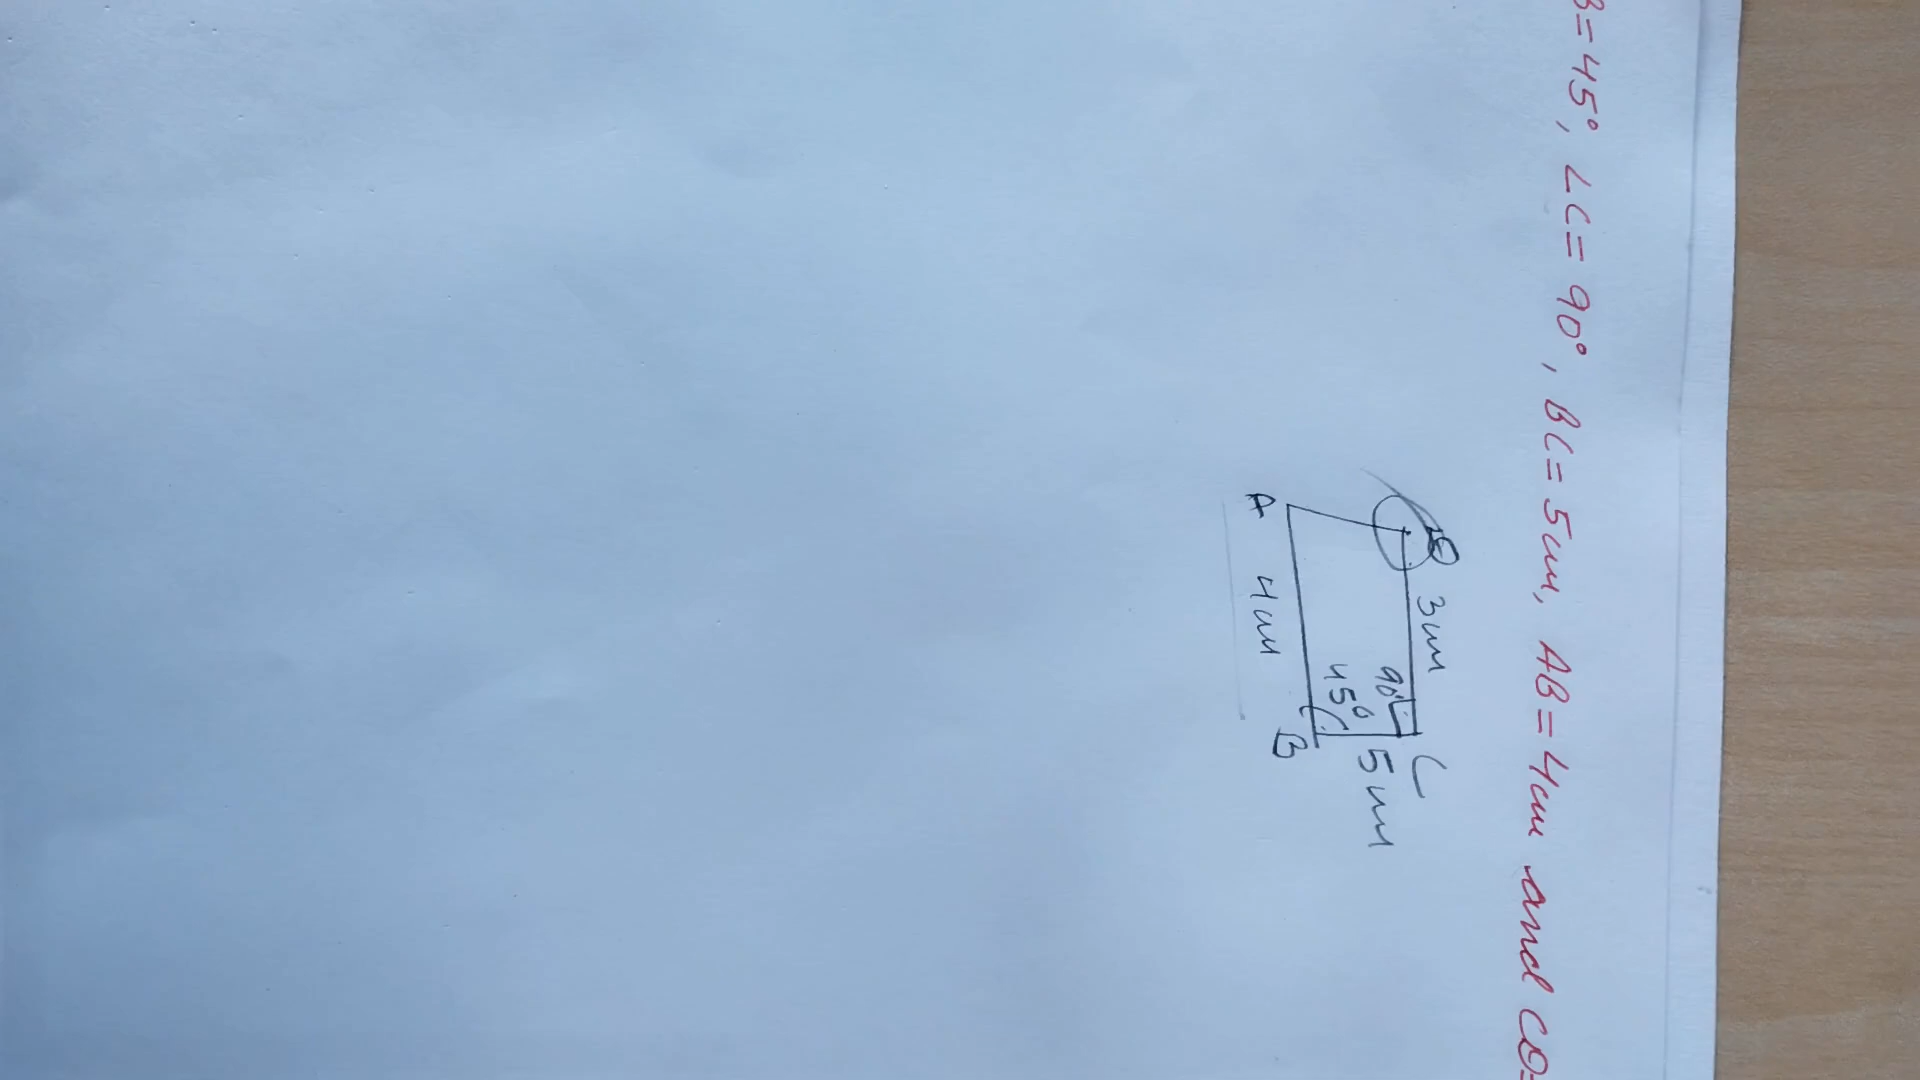 B=45°, ∠C=90°, BC=5cm, AB=4cm and CD=
D 3cm C
90°
45° 5cm
A 4cm B